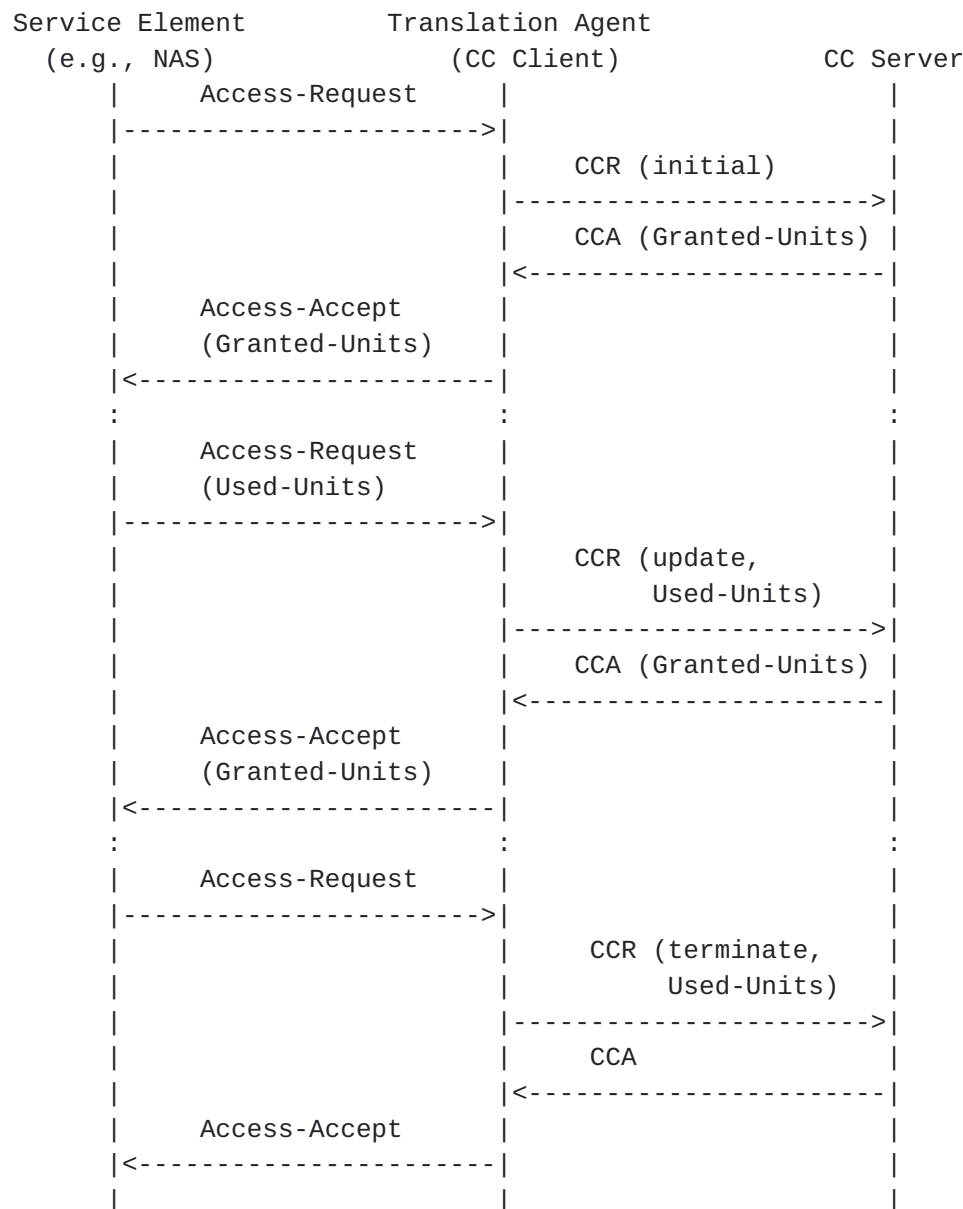 Service Element         Translation Agent
  (e.g., NAS)               (CC Client)             CC Server
      |     Access-Request     |                        |
      |----------------------->|                        |
      |                        |    CCR (initial)       |
      |                        |----------------------->|
      |                        |    CCA (Granted-Units) |
      |                        |<-----------------------|
      |     Access-Accept      |                        |
      |     (Granted-Units)    |                        |
      |<-----------------------|                        |
      :                        :                        :
      |     Access-Request     |                        |
      |     (Used-Units)       |                        |
      |----------------------->|                        |
      |                        |    CCR (update,        |
      |                        |         Used-Units)    |
      |                        |----------------------->|
      |                        |    CCA (Granted-Units) |
      |                        |<-----------------------|
      |     Access-Accept      |                        |
      |     (Granted-Units)    |                        |
      |<-----------------------|                        |
      :                        :                        :
      |     Access-Request     |                        |
      |----------------------->|                        |
      |                        |     CCR (terminate,    |
      |                        |          Used-Units)   |
      |                        |----------------------->|
      |                        |     CCA                |
      |                        |<-----------------------|
      |     Access-Accept      |                        |
      |<-----------------------|                        |
      |                        |                        |